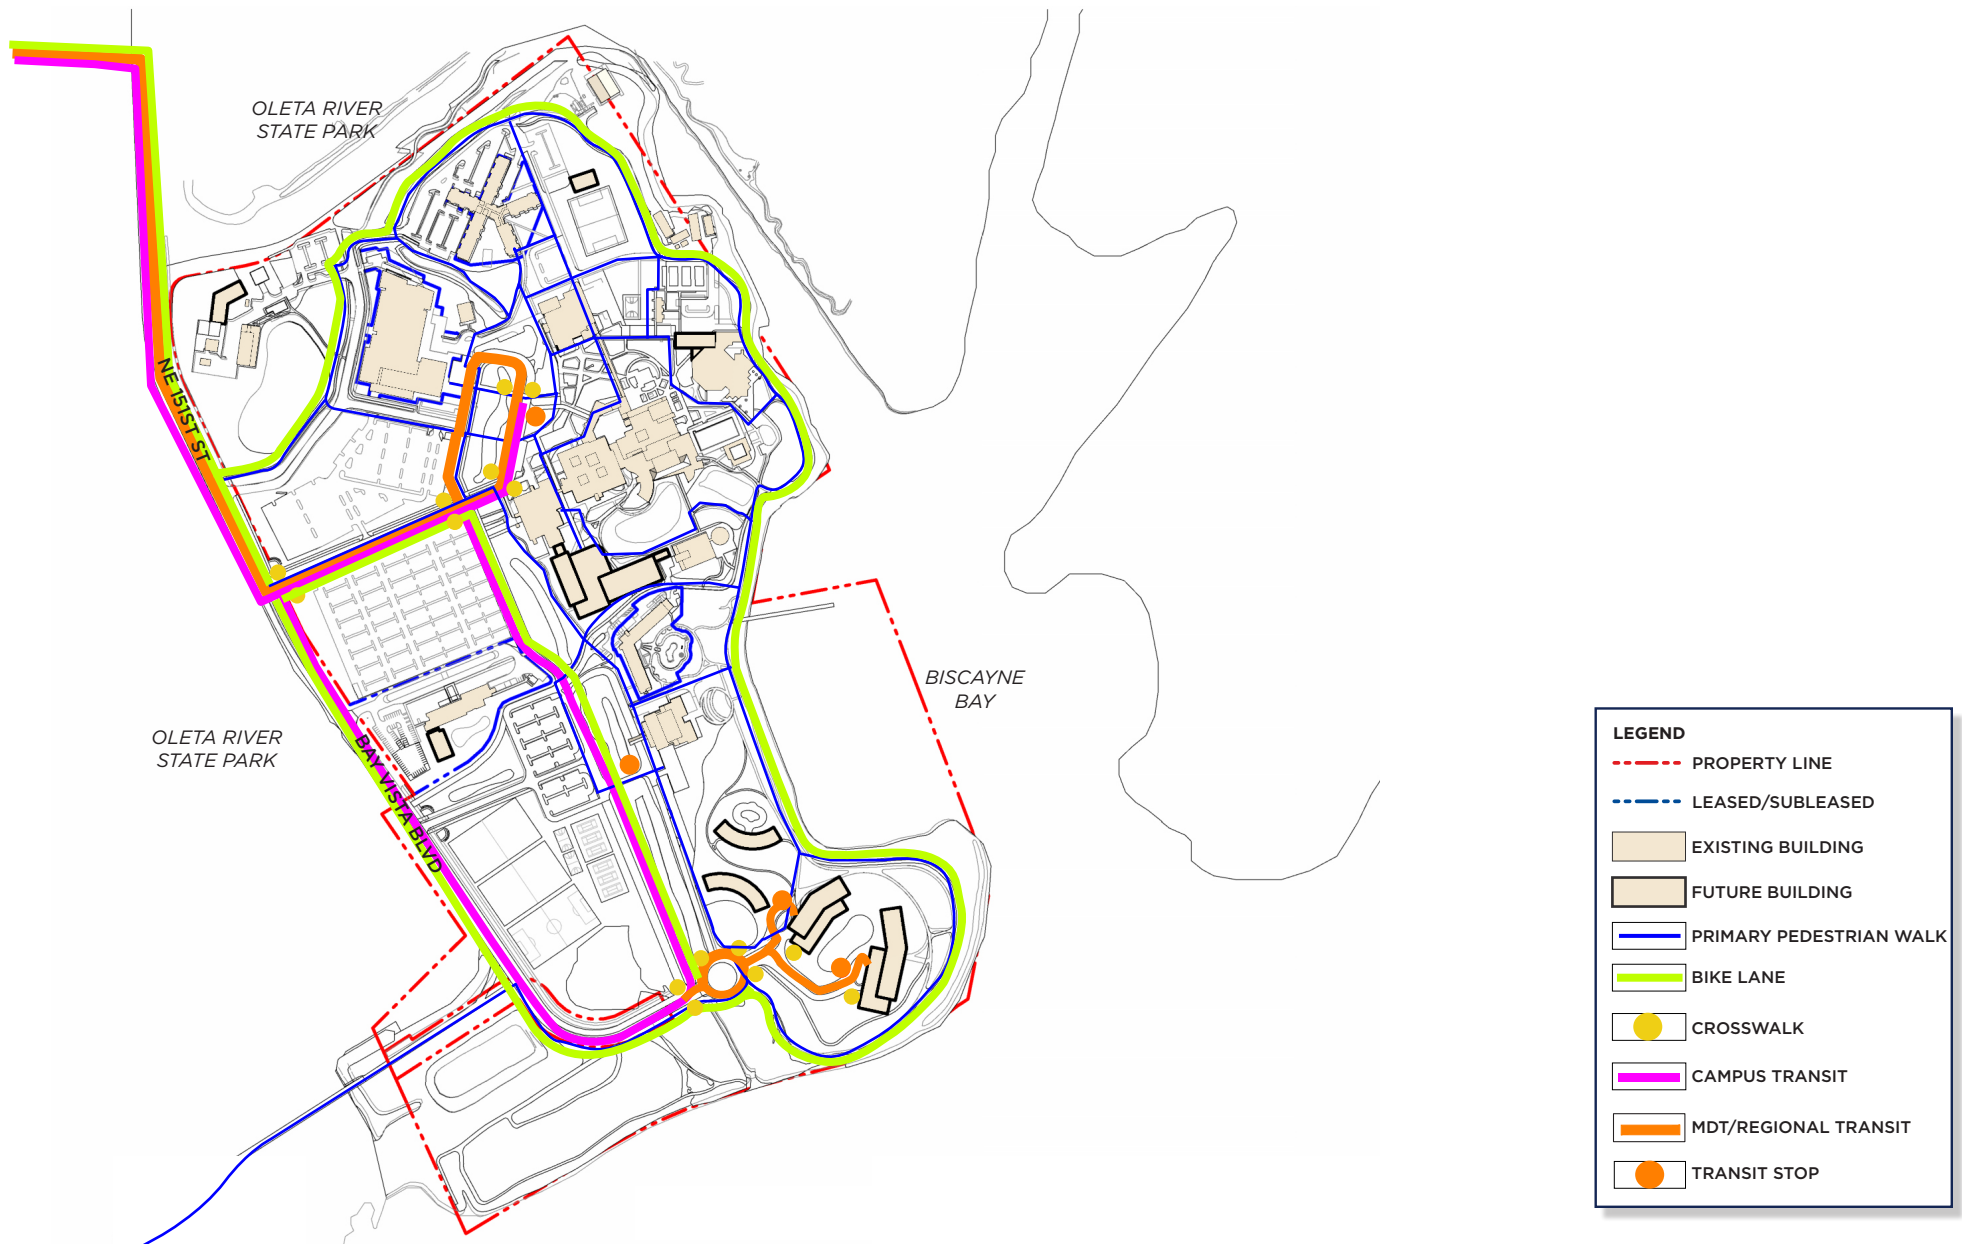 OLETA RIVER
STATE PARK
NE 151ST ST
BISCAYNE
BAY
OLETA RIVER
STATE PARK
BAY VISTA BLVD
LEGEND
PROPERTY LINE
LEASED/SUBLEASED
EXISTING BUILDING
FUTURE BUILDING
PRIMARY PEDESTRIAN WALK
BIKE LANE
CROSSWALK
CAMPUS TRANSIT
MDT/REGIONAL TRANSIT
TRANSIT STOP